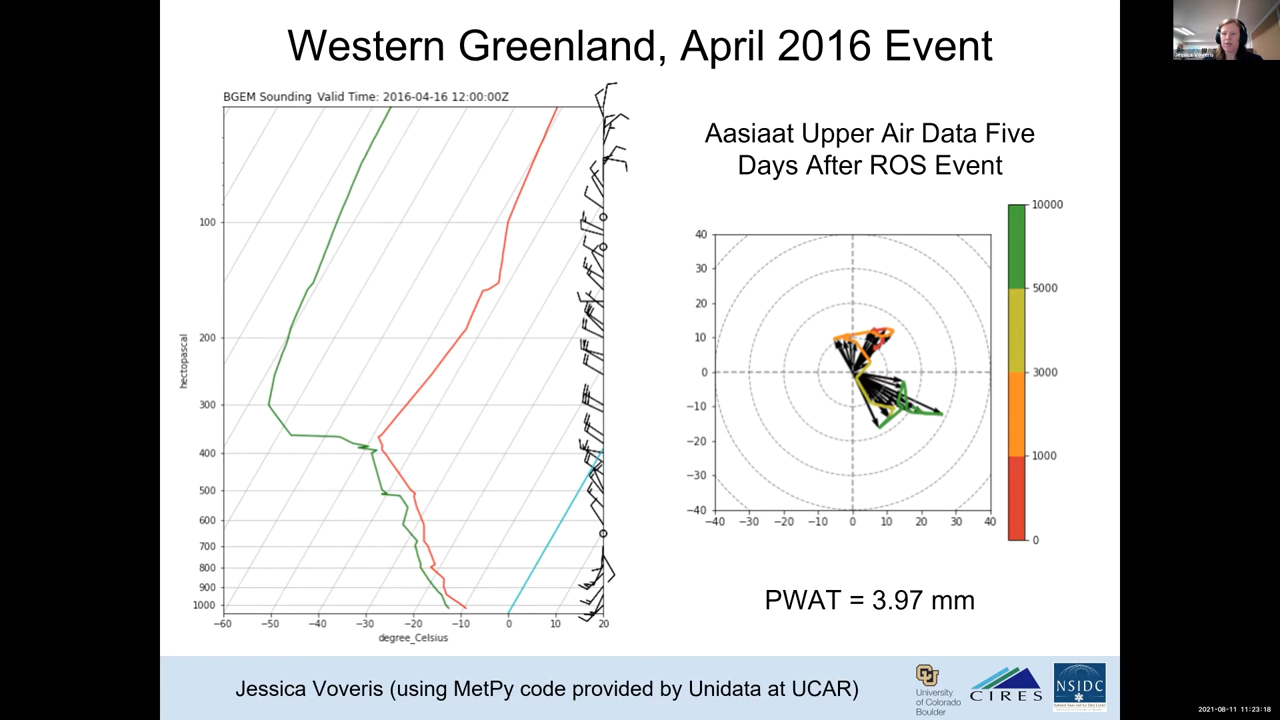 Western Greenland, April 2016 Event
Jessica Voveris
BGEM Sounding Valid Time: 2016-04-16 12:00:00Z
hectopascal
100
200
300
400
500
600
700
800
900
1000
−60 −50 −40 −30 −20 −10 0 10 20
degree_Celsius
Aasiaat Upper Air Data Five
Days After ROS Event
40
30
20
10
0
−10
−20
−30
−40
−40 −30 −20 −10 0 10 20 30 40
10000
5000
3000
1000
0
PWAT = 3.97 mm
Jessica Voveris (using MetPy code provided by Unidata at UCAR)
CU
University
of Colorado
Boulder
CIRES
NSIDC
2021-08-11 11:23:18